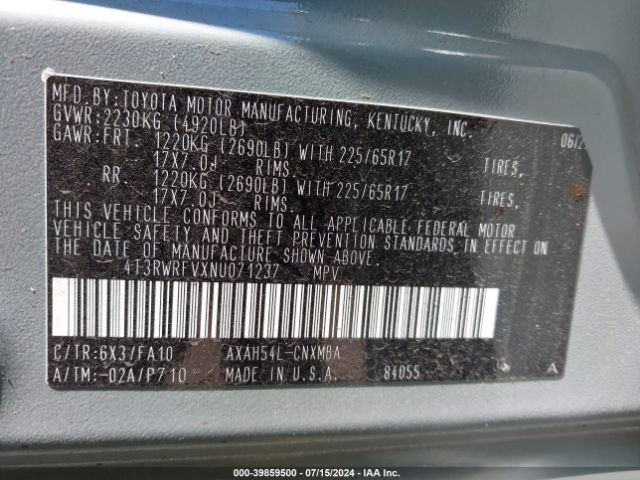 MFD.BY:TOYOTA MOTOR MANUFACTURING, KENTUCKY, INC.
GVWR:2230KG (4920LB) 06/2
GAWR:FRT. 1220KG (2690LB) WITH 225/65R17 TIRES,
17X7.0J RIMS.
RR. 1220KG (2690LB) WITH 225/65R17 TIRES,
17X7.0J RIMS.
THIS VEHICLE CONFORMS TO ALL APPLICABLE FEDERAL MOTOR
VEHICLE SAFETY AND THEFT PREVENTION STANDARDS IN EFFECT ON
THE DATE OF MANUFACTURE SHOWN ABOVE.
4T3RWRFVXNU071237 MPV
C/TR:6X3/FA10 AXAH54L-CNXMBA
A/TM:-02A/P710 MADE IN U.S.A. 84055 A
000-39859500 07/15/2024 IAA Inc.